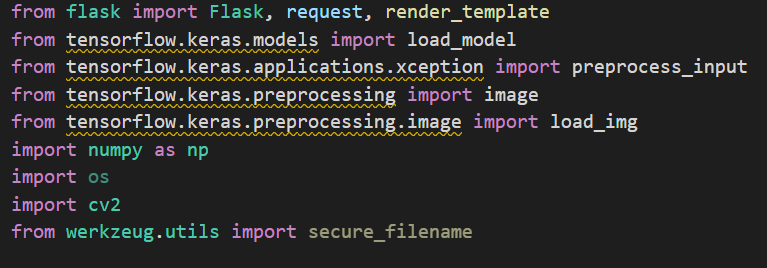 from flask import Flask, request, render_template
from tensorflow.keras.models import load_model
from tensorflow.keras.applications.xception import preprocess_input
from tensorflow.keras.preprocessing import image
from tensorflow.keras.preprocessing.image import load_img
import numpy as np
import os
import cv2
from werkzeug.utils import secure_filename